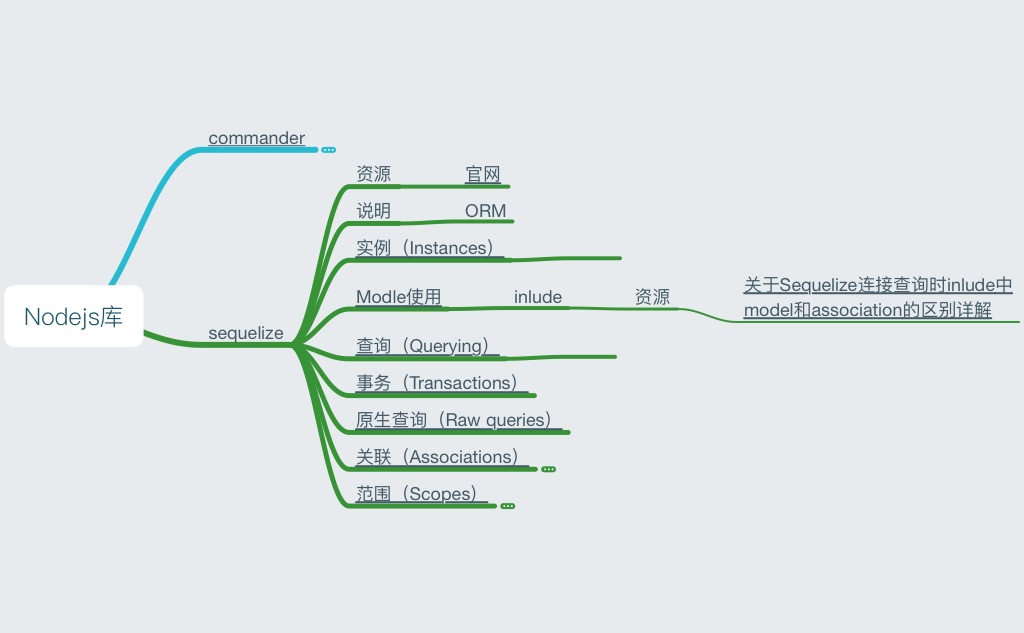 commander
资源
官网
说明
ORM
实例（Instances）
Modle使用
inlude
资源
关于Sequelize连接查询时inlude中
model和association的区别详解
Nodejs库
sequelize
查询（Querying）
事务（Transactions）
原生查询（Raw queries）
关联（Associations）
范围（Scopes）